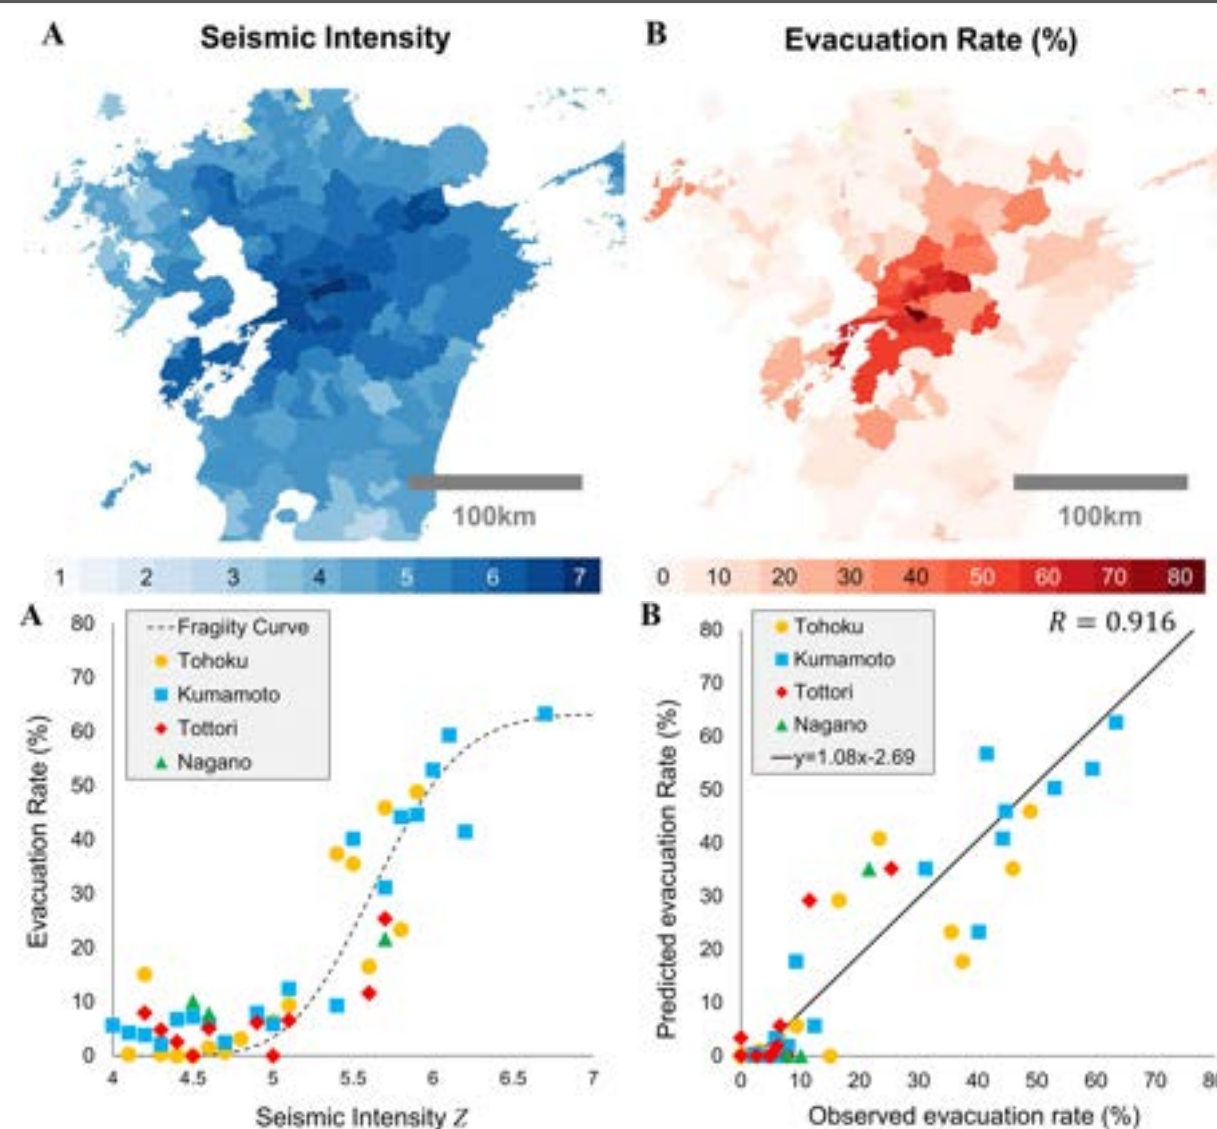 A
Seismic Intensity
B
Evacuation Rate (%)
100km
100km
1 2 3 4 5 6 7
0 10 20 30 40 50 60 70 80
A
80
70
60
50
40
30
20
10
0
Evacuation Rate (%)
Fragiity Curve
Tohoku
Kumamoto
Tottori
Nagano
4 4.5 5 5.5 6 6.5 7
Seismic Intensity Z
B
80
70
60
50
40
30
20
10
0
Predicted evacuation Rate (%)
Tohoku
Kumamoto
Tottori
Nagano
y=1.08x-2.69
R = 0.916
0 10 20 30 40 50 60 70
Observed evacuation rate (%)